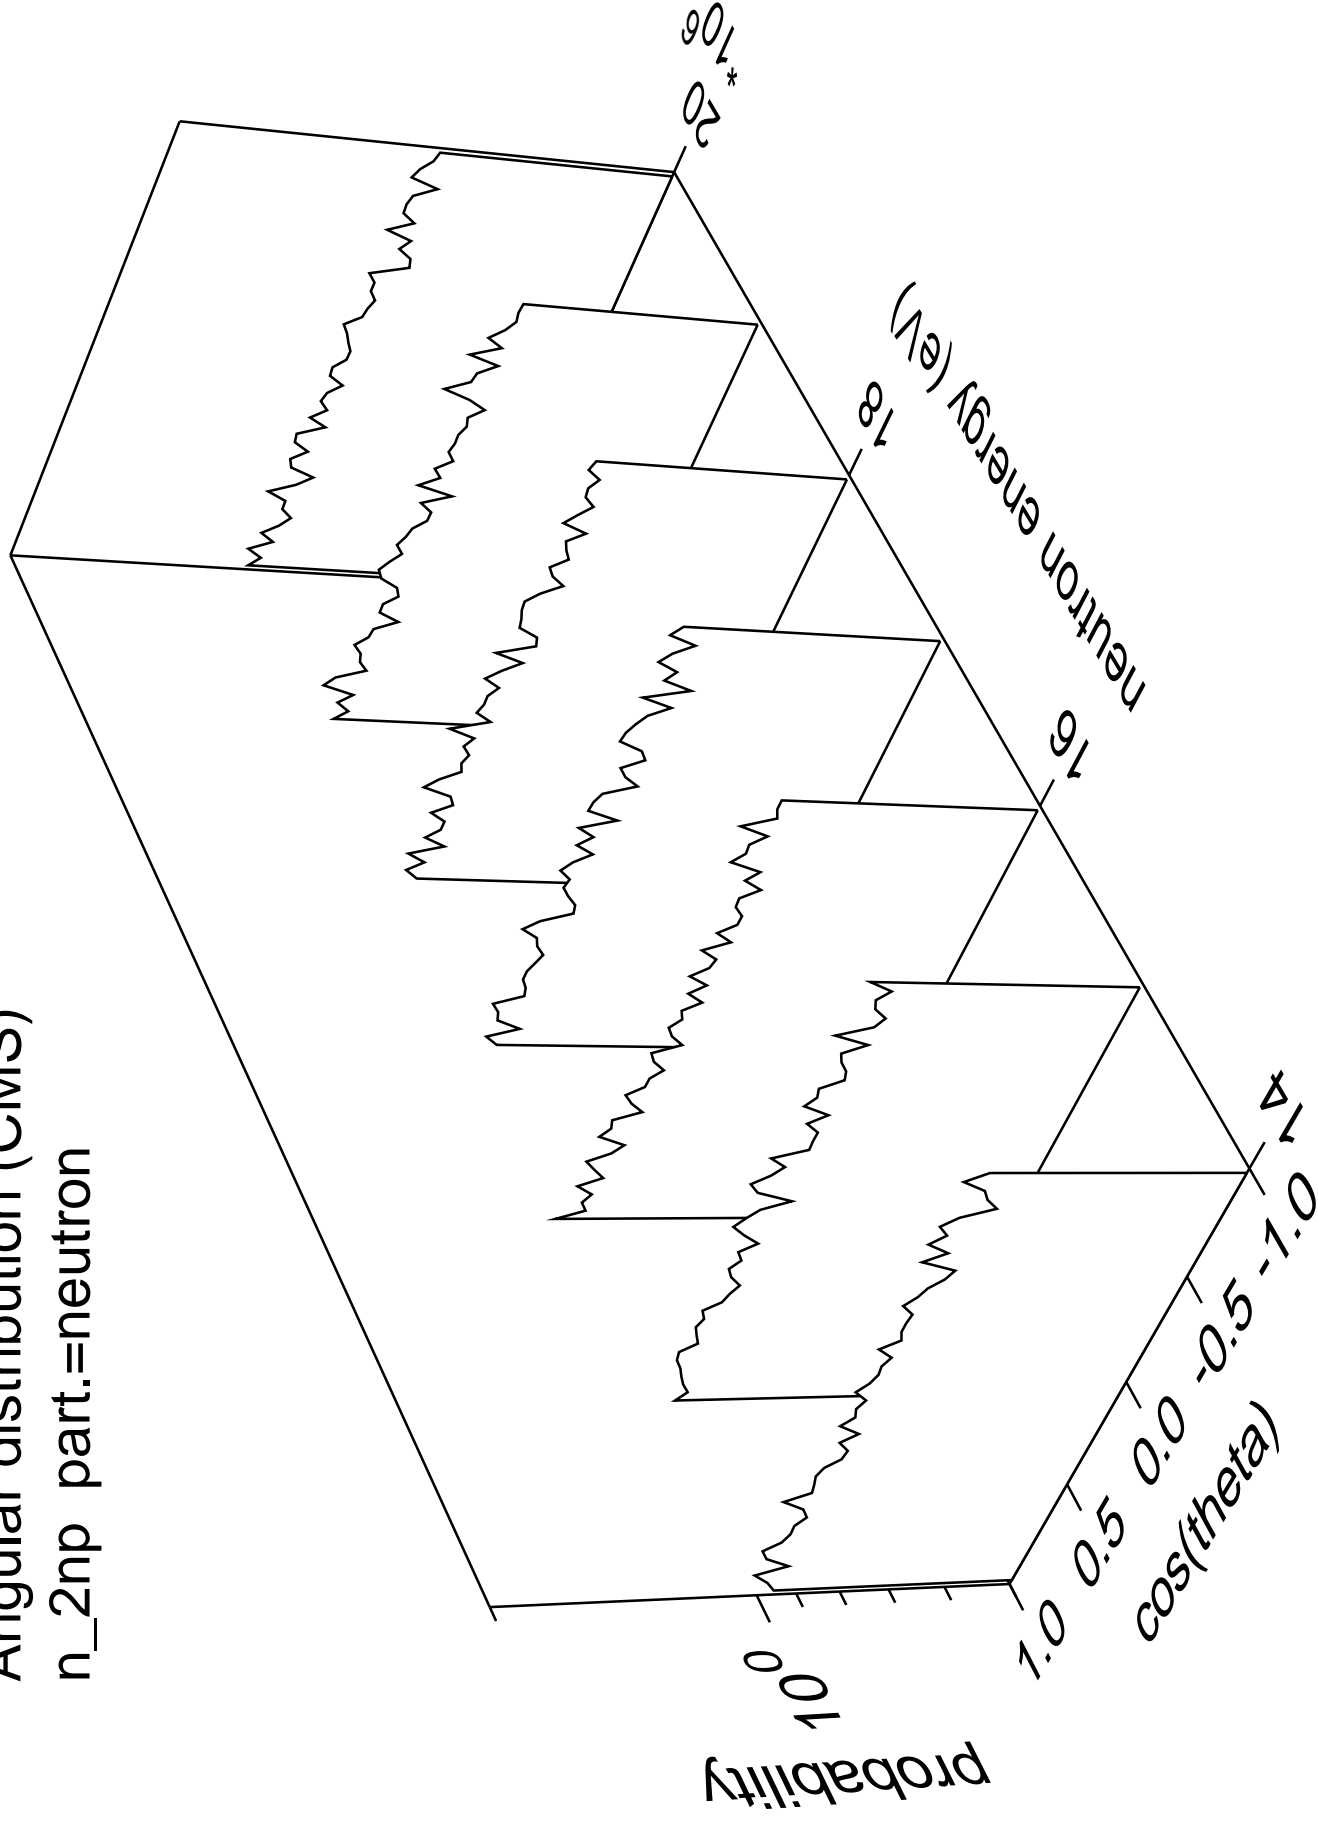 Angular distribution (CMS)
n_2np part.=neutron
probability
10 0
1.0
0.5
0.0
-0.5
-1.0
cos(theta)
14
16
18
20
* 10 6
neutron energy (eV)